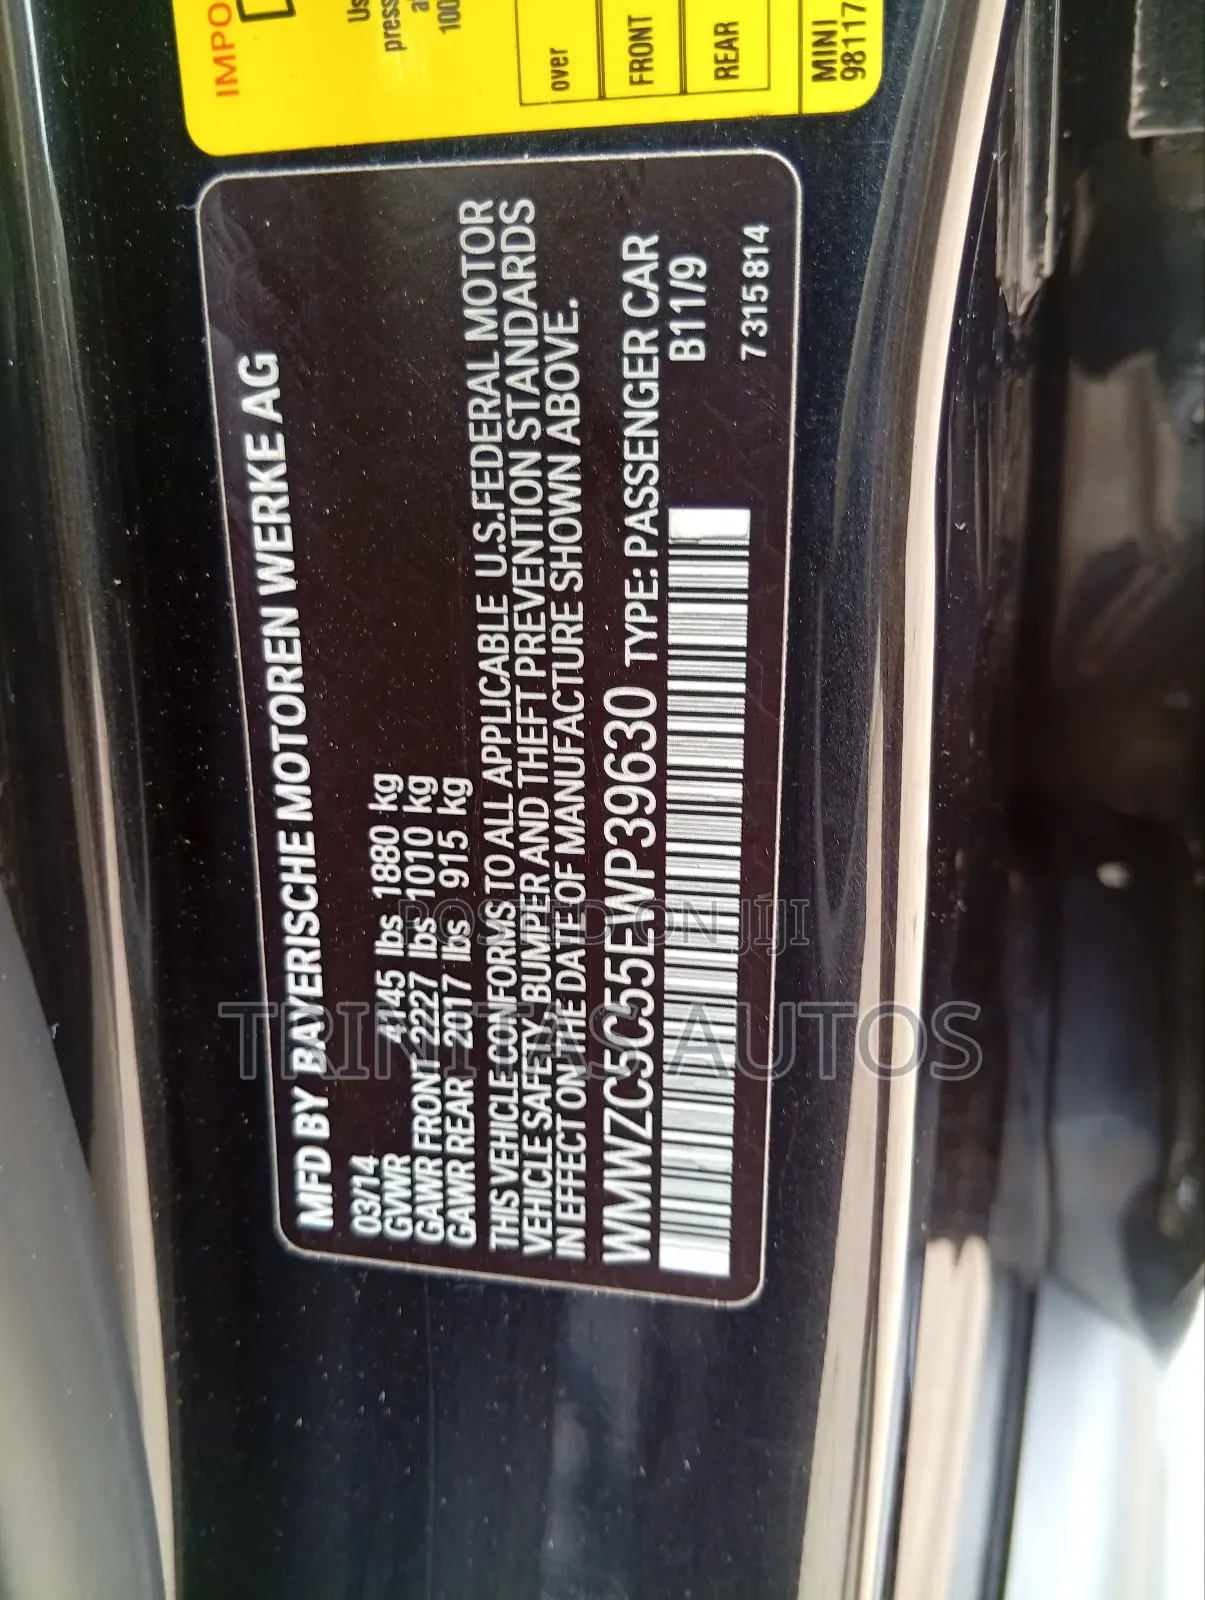 MFD BY BAYERISCHE MOTOREN WERKE AG
03/14
GVWR 4145 lbs 1880 kg
GAWR FRONT 2227 lbs 1010 kg
GAWR REAR 2017 lbs 915 kg
THIS VEHICLE CONFORMS TO ALL APPLICABLE U.S.FEDERAL MOTOR
VEHICLE SAFETY, BUMPER AND THEFT PREVENTION STANDARDS
IN EFFECT ON THE DATE OF MANUFACTURE SHOWN ABOVE.
WMWZC5C55EWP39630 TYPE: PASSENGER CAR
B11/9
7 315 814
IMPO
Us
press
a
100
over
FRONT
REAR
MINI
98117
POSTED ON JIJI
TRINITAS AUTOS